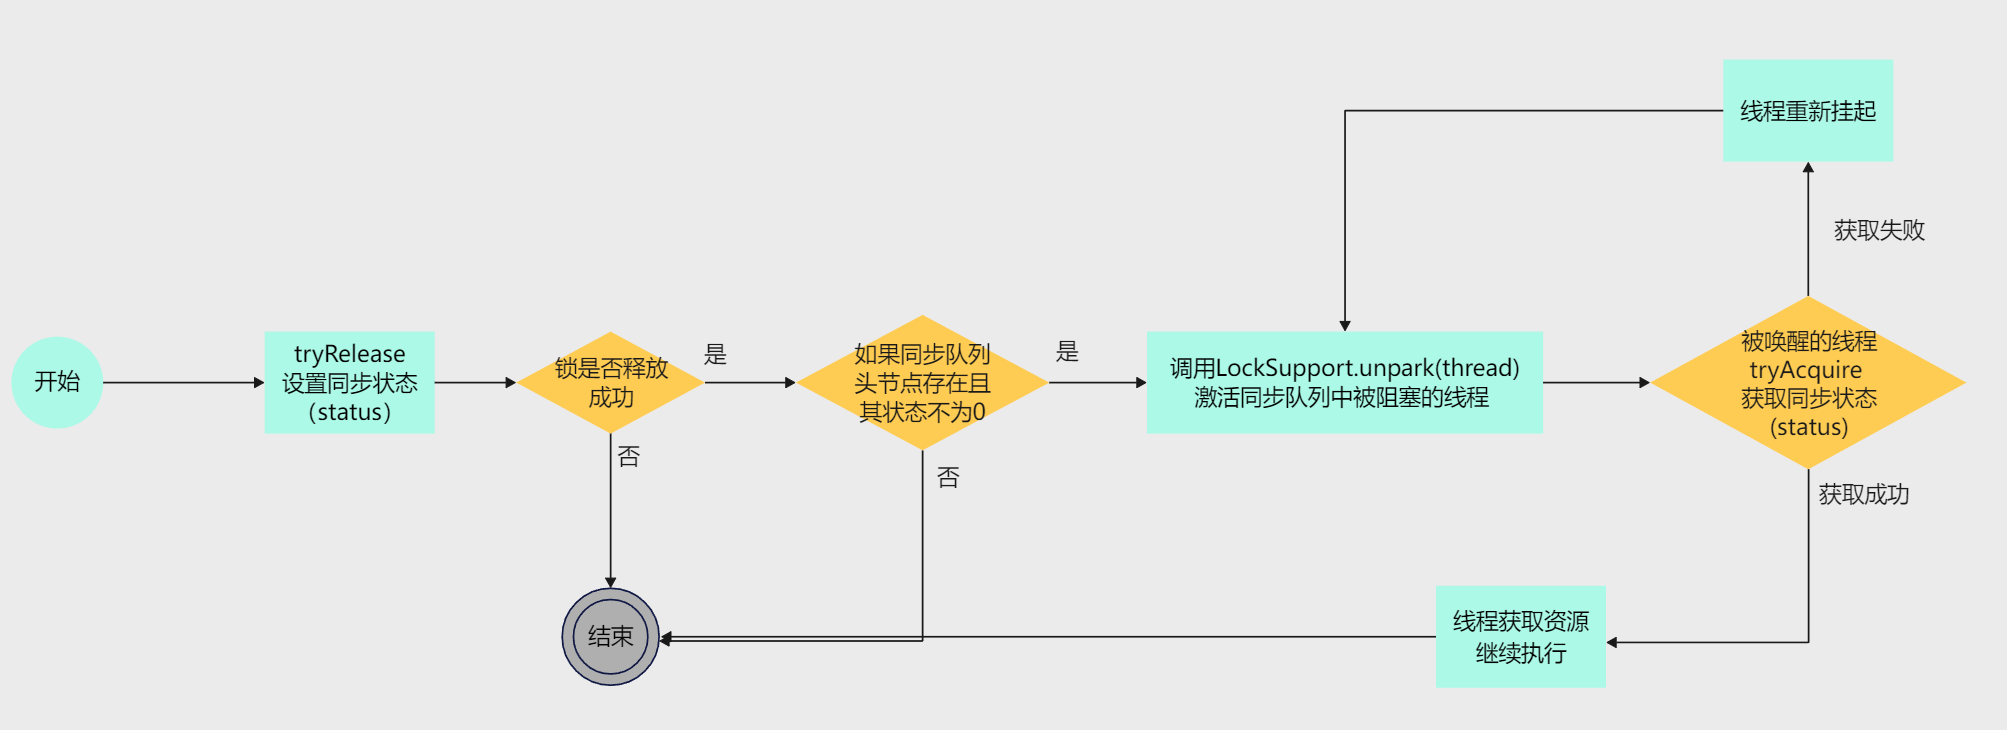 开始
tryRelease
设置同步状态
（status）
锁是否释放
成功
是
否
如果同步队列
头节点存在且
其状态不为0
是
否
调用LockSupport.unpark(thread)
激活同步队列中被阻塞的线程
被唤醒的线程
tryAcquire
获取同步状态
(status)
获取失败
线程重新挂起
获取成功
线程获取资源
继续执行
结束